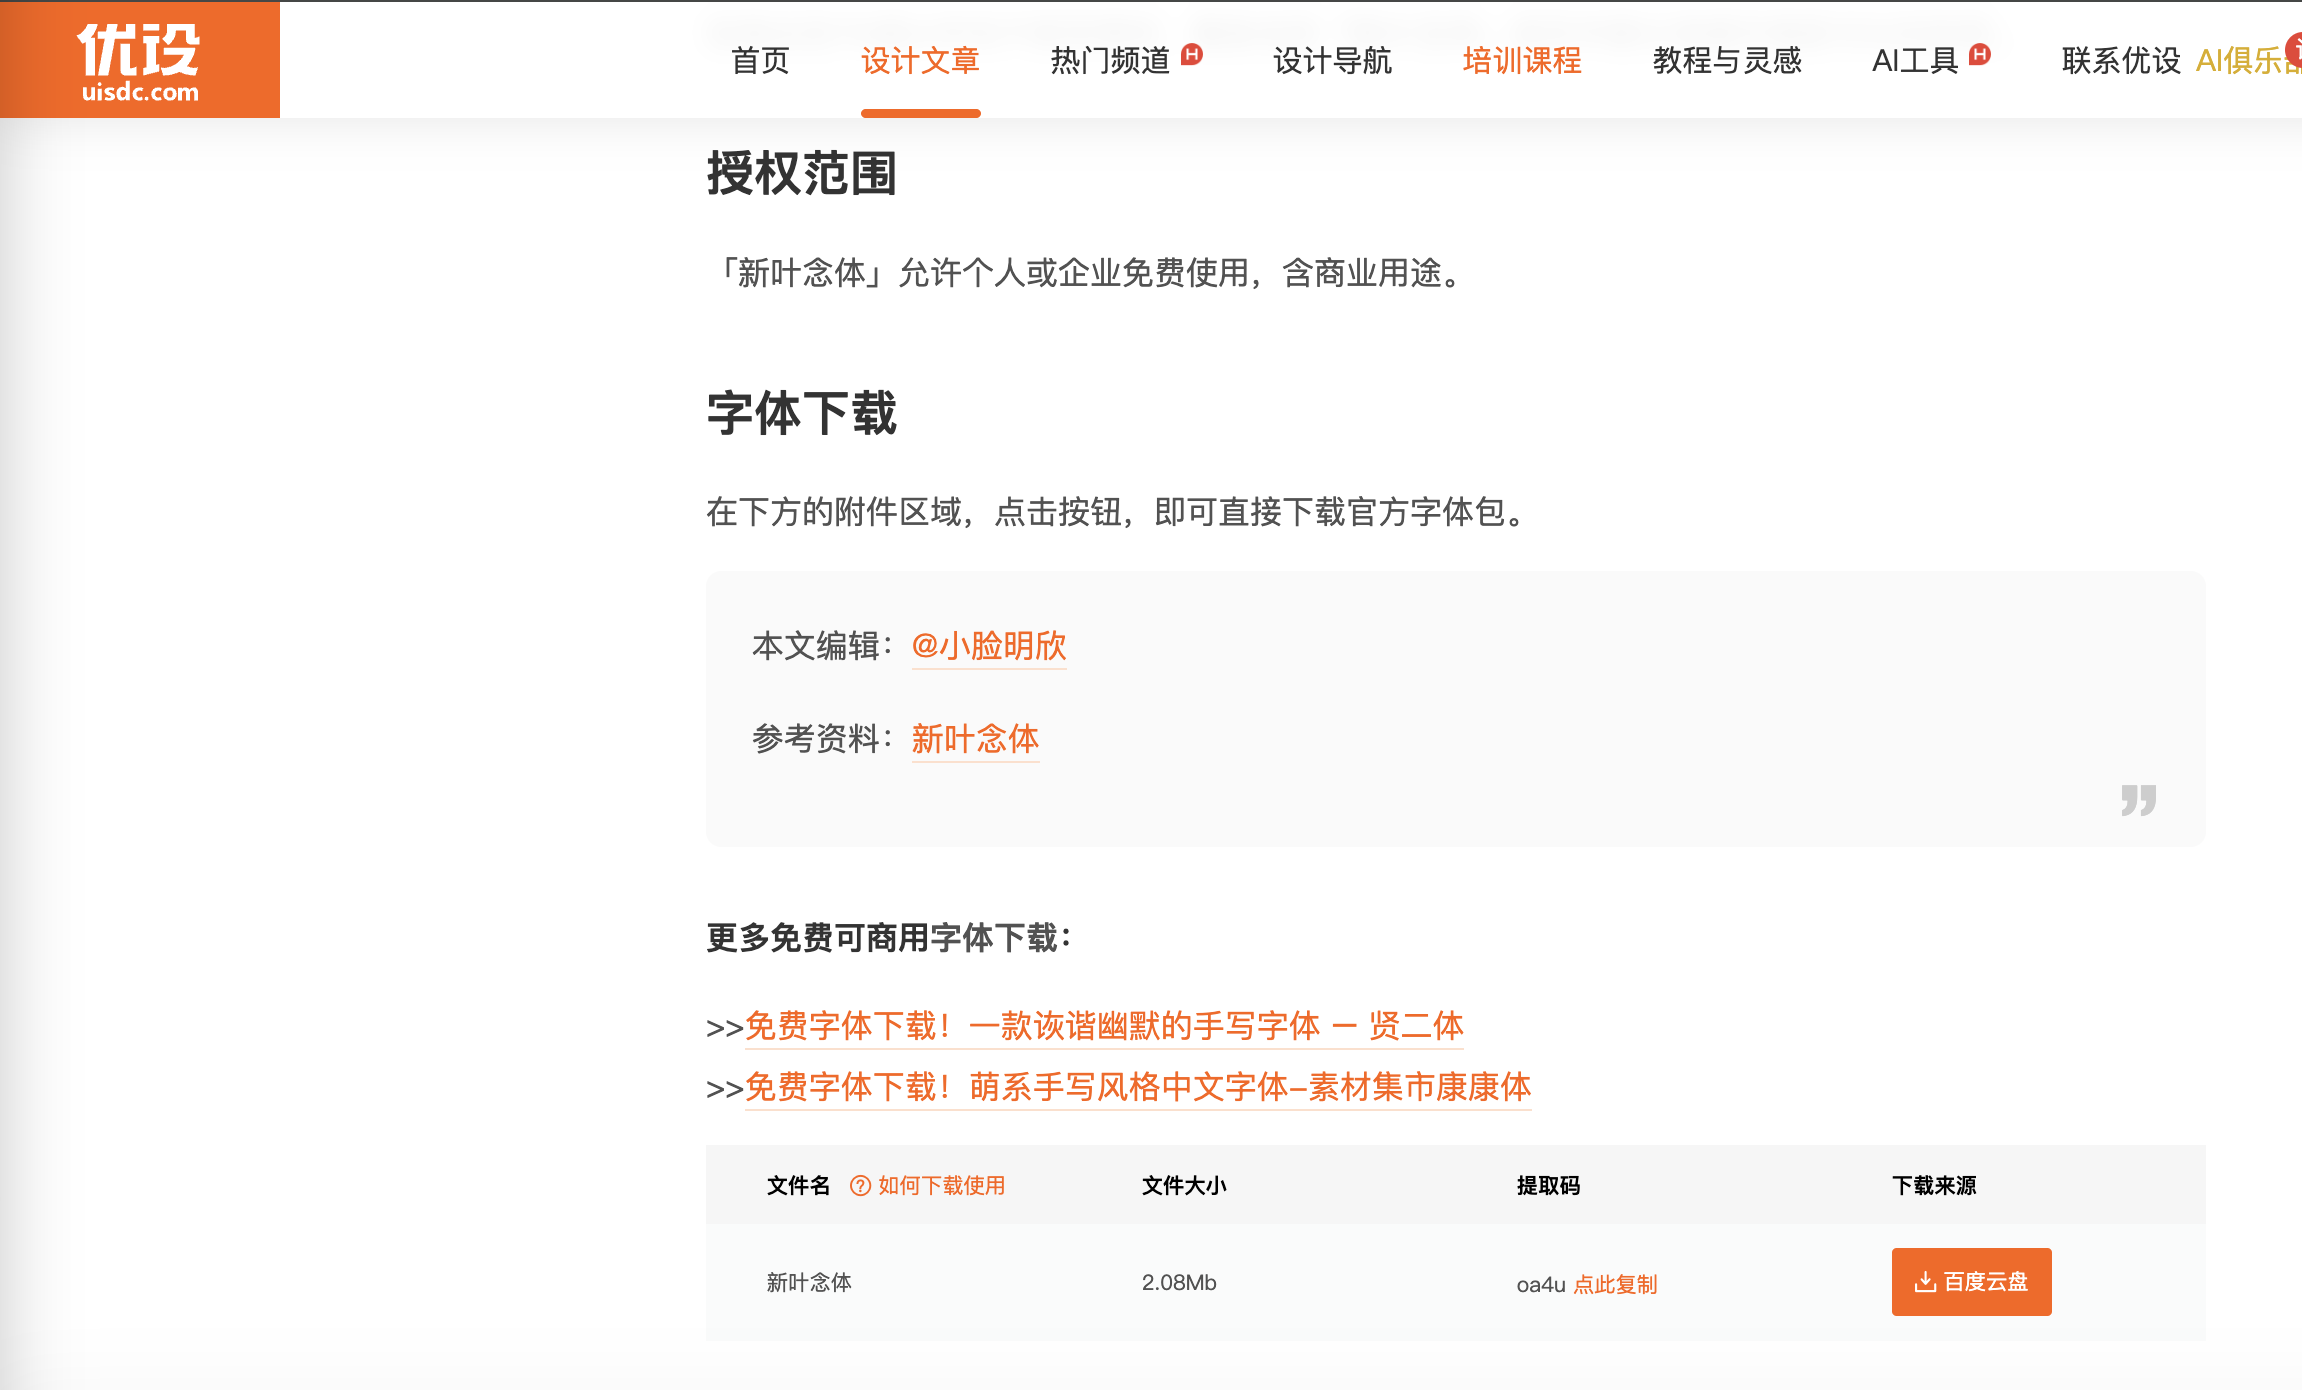 优设
uisdc.com
首页 设计文章 热门频道 H 设计导航 培训课程 教程与灵感 AI工具 H 联系优设 AI俱乐
授权范围
「新叶念体」允许个人或企业免费使用，含商业用途。
字体下载
在下方的附件区域，点击按钮，即可直接下载官方字体包。
本文编辑：@小脸明欣
参考资料：新叶念体
”
更多免费可商用字体下载：
>>免费字体下载！一款诙谐幽默的手写字体 — 贤二体
>>免费字体下载！萌系手写风格中文字体-素材集市康康体
文件名 ? 如何下载使用 文件大小 提取码 下载来源
新叶念体 2.08Mb oa4u 点此复制 百度云盘